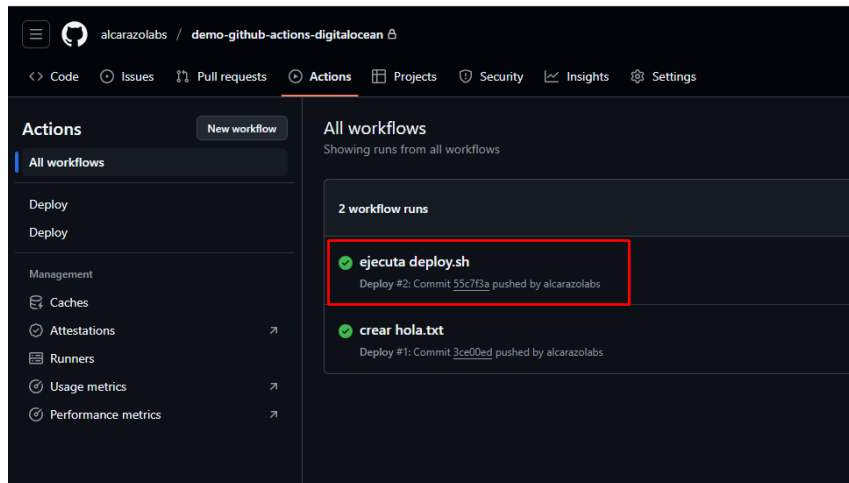 alcarazolabs / demo-github-actions-digitalocean
Code Issues Pull requests Actions Projects Security Insights Settings
Actions
New workflow
All workflows
Deploy
Deploy
Management
Caches
Attestations
Runners
Usage metrics
Performance metrics
All workflows
Showing runs from all workflows
2 workflow runs
ejecuta deploy.sh
Deploy #2: Commit 55c7f3a pushed by alcarazolabs
crear hola.txt
Deploy #1: Commit 3ce00ed pushed by alcarazolabs